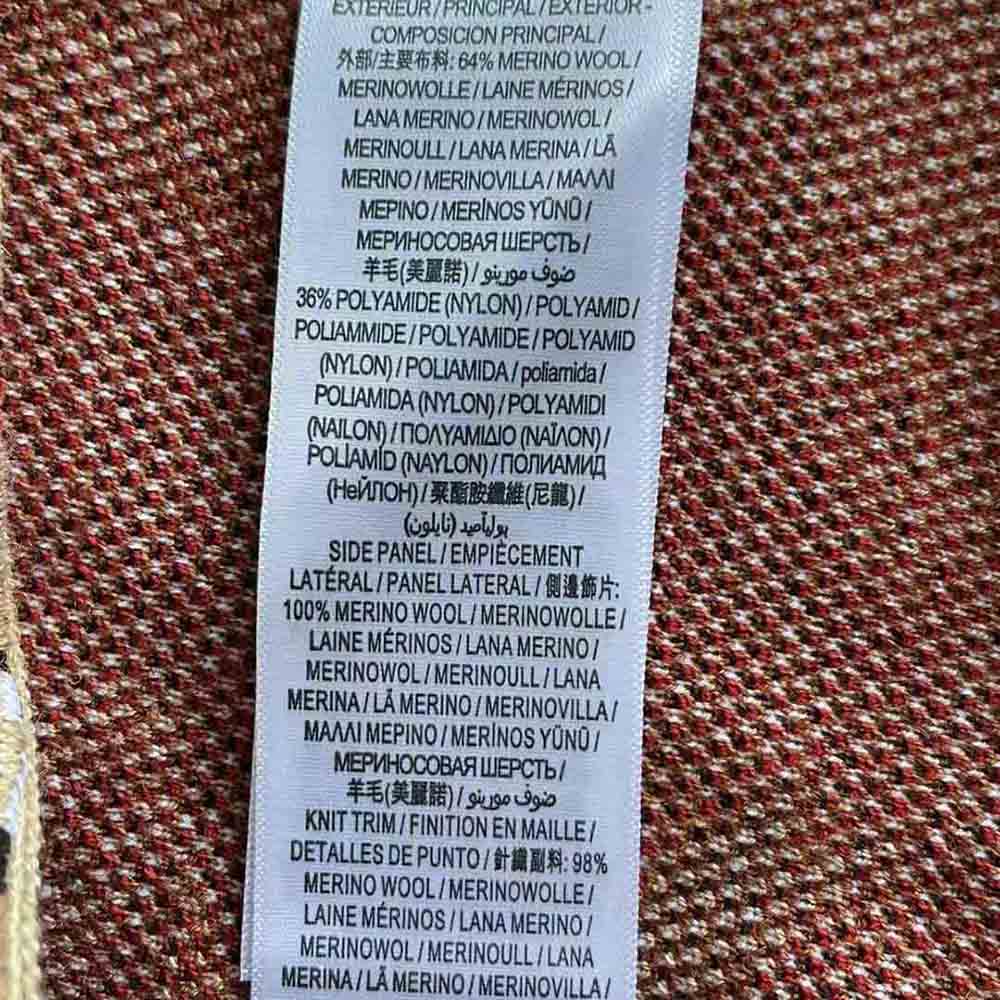 EXTÉRIEUR / PRINCIPAL / EXTERIOR -
COMPOSICION PRINCIPAL /
外部/主要布料: 64% MERINO WOOL /
MERINOWOLLE / LAINE MÉRINOS /
LANA MERINO / MERINOWOL /
MERINOULL / LANA MERINA / LÃ
MERINO / MERINOVILLA / ΜΑΛΛΙ
ΜΕΡΙΝΟ / MERİNOS YÜNÜ /
МЕРИНОСОВАЯ ШЕРСТЬ /
羊毛(美麗諾) / صوف مورينو
36% POLYAMIDE (NYLON) / POLYAMID /
POLIAMMIDE / POLYAMIDE / POLYAMID
(NYLON) / POLIAMIDA / poliamida /
POLIAMIDA (NYLON) / POLYAMIDI
(NAILON) / ΠΟΛΥΑΜΙΔΙΟ (ΝΑΪΛΟΝ) /
POLİAMİD (NAYLON) / ПОЛИАМИД
(НеЙЛОН) / 聚酯胺纖維(尼龍) /
بولياميد (نايلون)
SIDE PANEL / EMPIÈCEMENT
LATÉRAL / PANEL LATERAL / 側邊飾片:
100% MERINO WOOL / MERINOWOLLE /
LAINE MÉRINOS / LANA MERINO /
MERINOWOL / MERINOULL / LANA
MERINA / LÃ MERINO / MERINOVILLA /
ΜΑΛΛΙ ΜΕΡΙΝΟ / MERİNOS YÜNÜ /
МЕРИНОСОВАЯ ШЕРСТЬ /
羊毛(美麗諾) / صوف مورينو
KNIT TRIM / FINITION EN MAILLE /
DETALLES DE PUNTO / 針織副料: 98%
MERINO WOOL / MERINOWOLLE /
LAINE MÉRINOS / LANA MERINO /
MERINOWOL / MERINOULL / LANA
MERINA / LÃ MERINO / MERINOVILLA /